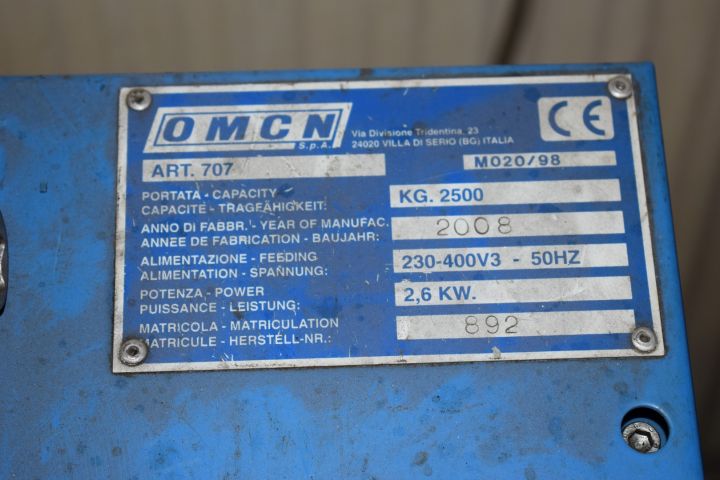 OMCN
S.p.A.
Via Divisione Tridentina, 23
24020 VILLA DI SERIO (BG) ITALIA
CE
ART. 707
M020/98
PORTATA - CAPACITY
CAPACITE - TRAGFÄHIGKEIT:
KG. 2500
ANNO DI FABBR. - YEAR OF MANUFAC.
ANNEE DE FABRICATION - BAUJAHR:
2008
ALIMENTAZIONE - FEEDING
ALIMENTATION - SPANNUNG:
230-400V3 - 50HZ
POTENZA - POWER
PUISSANCE - LEISTUNG:
2,6 KW.
MATRICOLA - MATRICULATION
MATRICULE - HERSTELL-NR.:
892